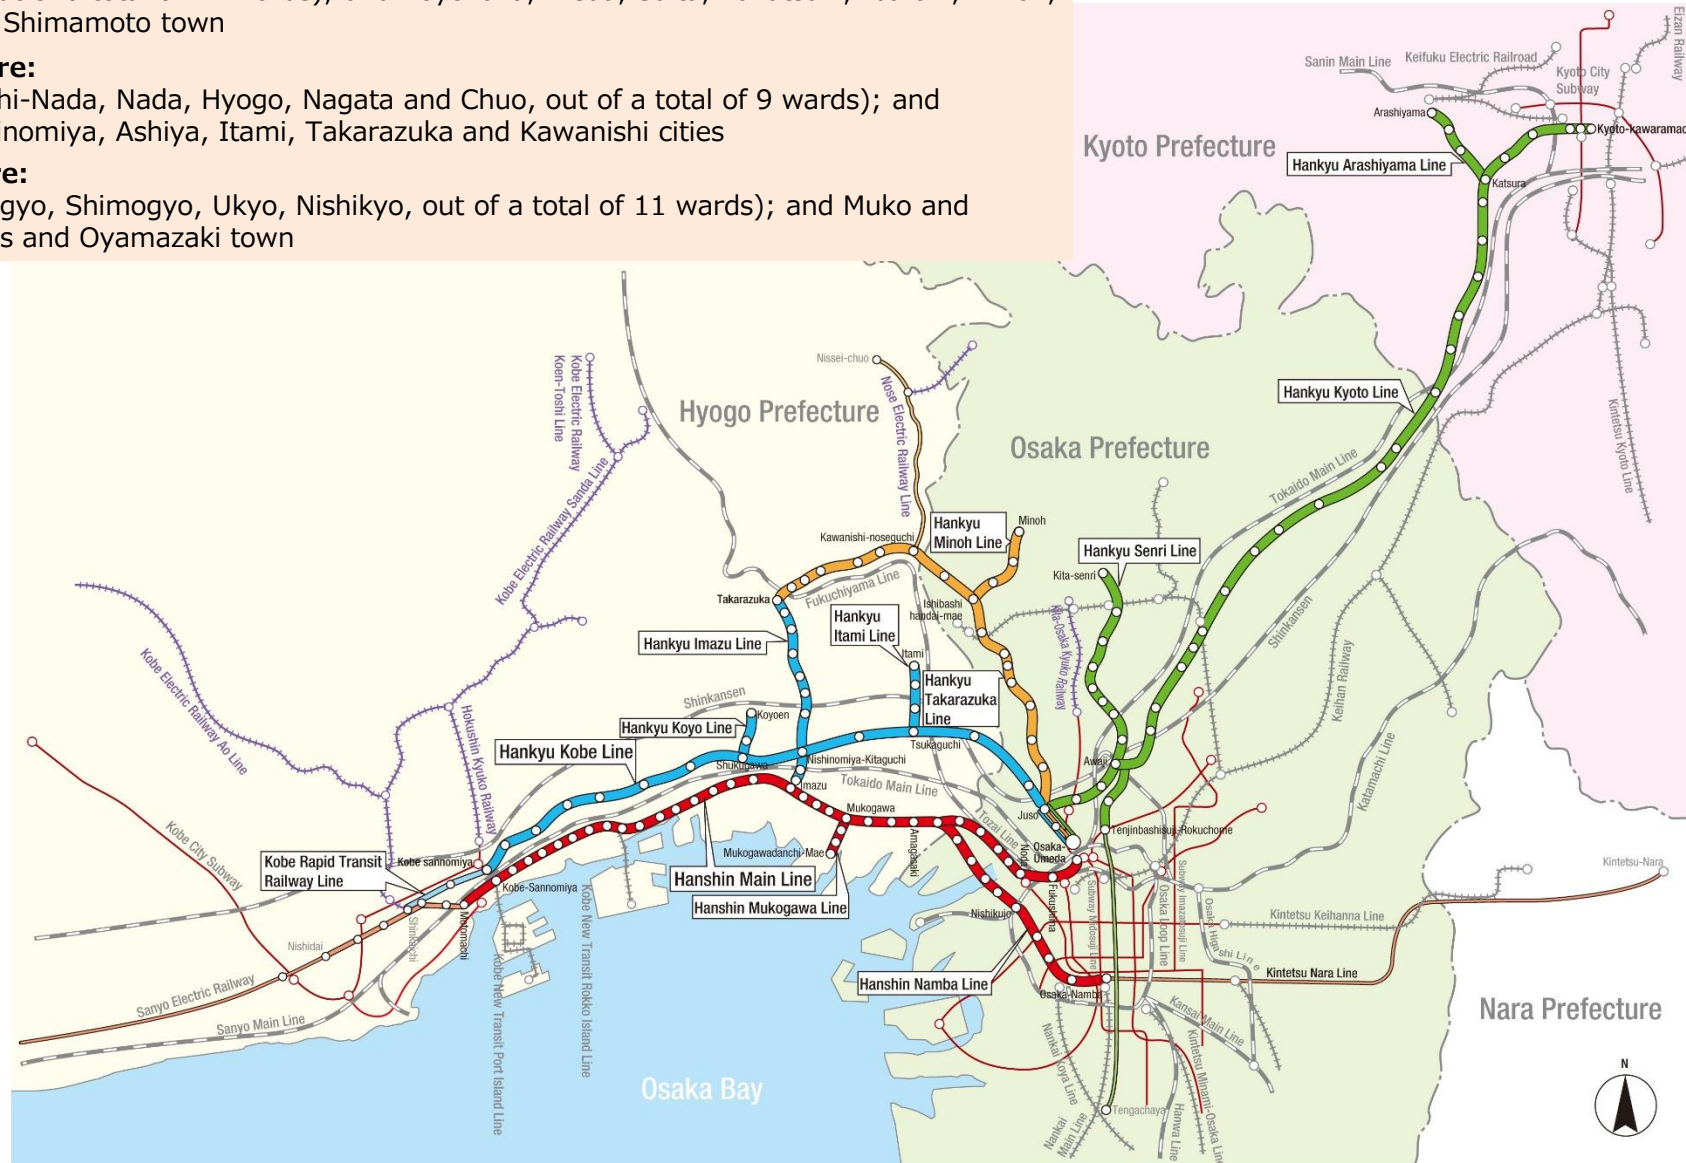 Shimamoto town
re:
hi-Nada, Nada, Hyogo, Nagata and Chuo, out of a total of 9 wards); and
inomiya, Ashiya, Itami, Takarazuka and Kawanishi cities
re:
gyo, Shimogyo, Ukyo, Nishikyo, out of a total of 11 wards); and Muko and
s and Oyamazaki town
Sanin Main Line
Keifuku Electric Railroad
Kyoto City
Subway
Eizan Railway
Arashiyama
Kyoto-kawaramac
Kyoto Prefecture
Hankyu Arashiyama Line
Katsura
Nissei-chuo
Kobe Electric Railway
Koen-Toshi Line
Nose Electric Railway Line
Hyogo Prefecture
Hankyu Kyoto Line
Osaka Prefecture
Kintetsu Kyoto Line
Tokaido Main Line
Kobe Electric Railway Sanda Line
Kawanishi-noseguchi
Hankyu
Minoh Line
Minoh
Hankyu Senri Line
Kita-senri
Takarazuka
Fukuchiyama Line
Ishibashi
handai-mae
Hankyu
Itami Line
Hankyu Imazu Line
Itami
Kita-Osaka Kyuko Railway
Shinkansen
Keihan Railway
Kobe Electric Railway Ao Line
Hokushin Kyuko Railway
Shinkansen
Hankyu
Takarazuka
Line
Koyoen
Hankyu Koyo Line
Hankyu Kobe Line
Tsukaguchi
Shukugawa
Nishinomiya-Kitaguchi
Awaji
Katamachi Line
Tokaido Main Line
Imazu
Mukogawa
Juso
Tozai Line
Tenjinbashisuji-Rokuchome
Kobe City Subway
Kobe Rapid Transit
Railway Line
Kobe sannomiya
Mukogawadanchi-Mae
Amagasaki
Osaka-
Umeda
Noda
Kintetsu-Nara
Hanshin Main Line
Kobe-Sannomiya
Hanshin Mukogawa Line
Fukushima
Subway Midosuji Line
Osaka Loop Line
Subway Imazatosuji Line
Osaka Higashi Line
Nishikujo
Kintetsu Keihanna Line
Motomachi
Shinkaichi
Nishidai
Kobe New Transit Port Island Line
Kobe New Transit Rokko Island Line
Hanshin Namba Line
Osaka-Namba
Kintetsu Nara Line
Sanyo Electric Railway
Sanyo Main Line
Kansai Main Line
Nara Prefecture
Osaka Bay
Nankai Koya Line
Kintetsu Minami-Osaka Line
Tengachaya
Nankai
Main Line
Hanwa Line
N